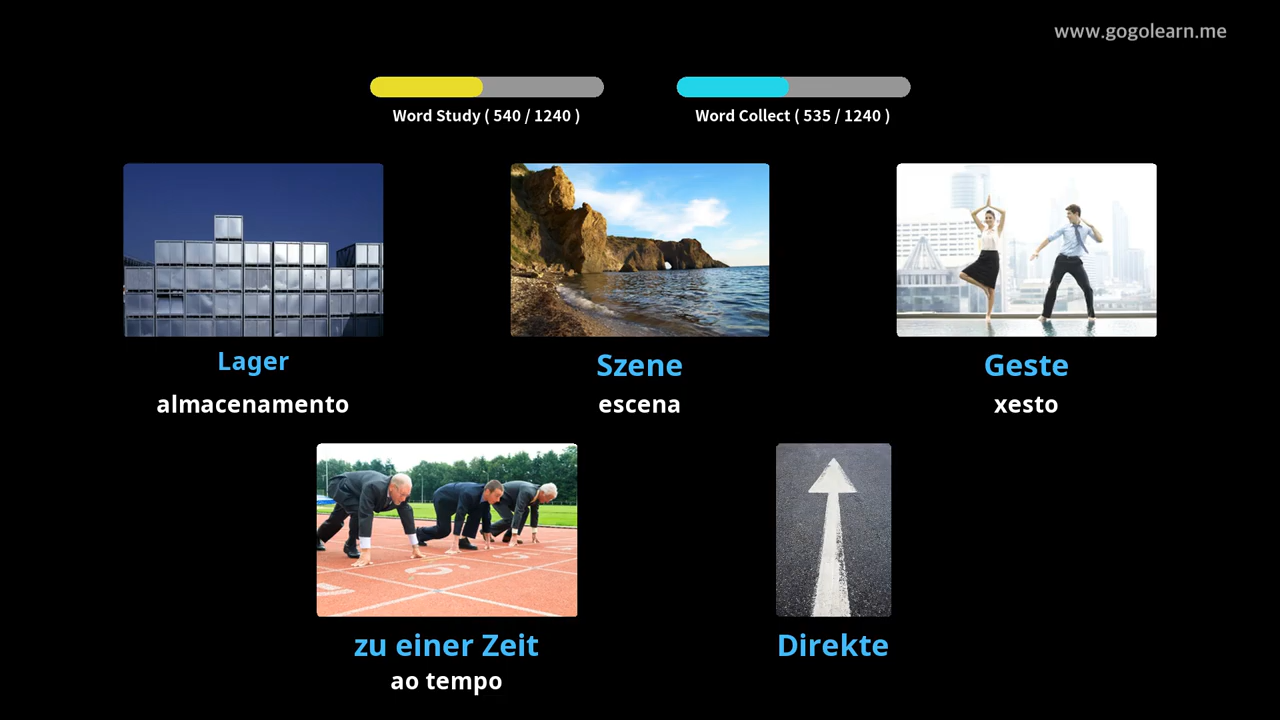 www.gogolearn.me
Word Study ( 540 / 1240 )
Word Collect ( 535 / 1240 )
Lager
almacenamento
Szene
escena
Geste
xesto
zu einer Zeit
ao tempo
Direkte